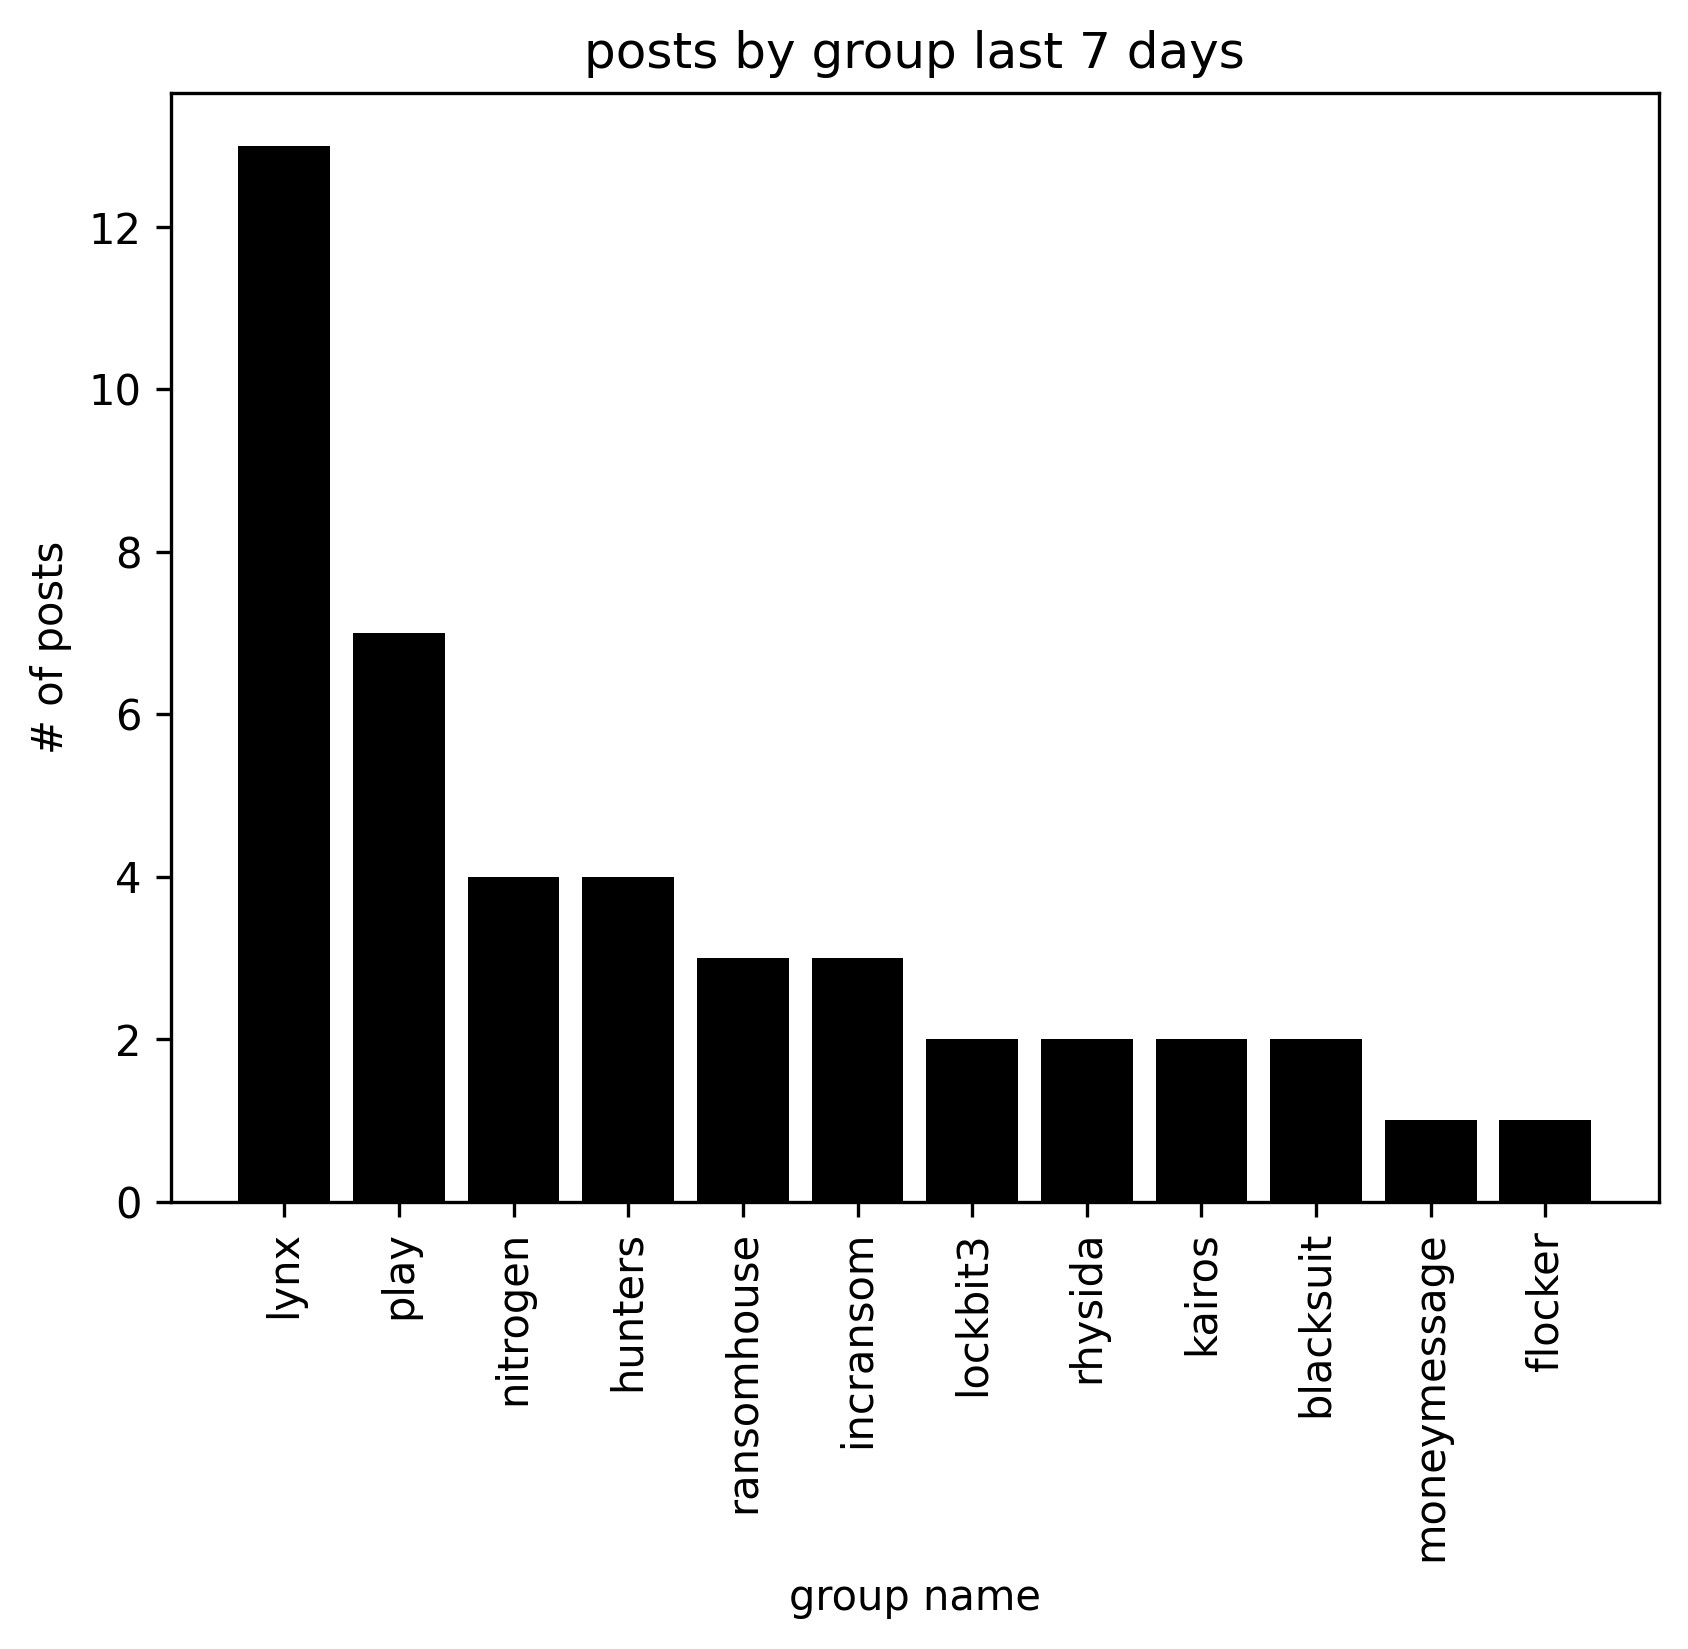 posts by group last 7 days
# of posts
12
10
8
6
4
2
0
lynx
play
nitrogen
hunters
ransomhouse
incransom
lockbit3
rhysida
kairos
blacksuit
moneymessage
flocker
group name